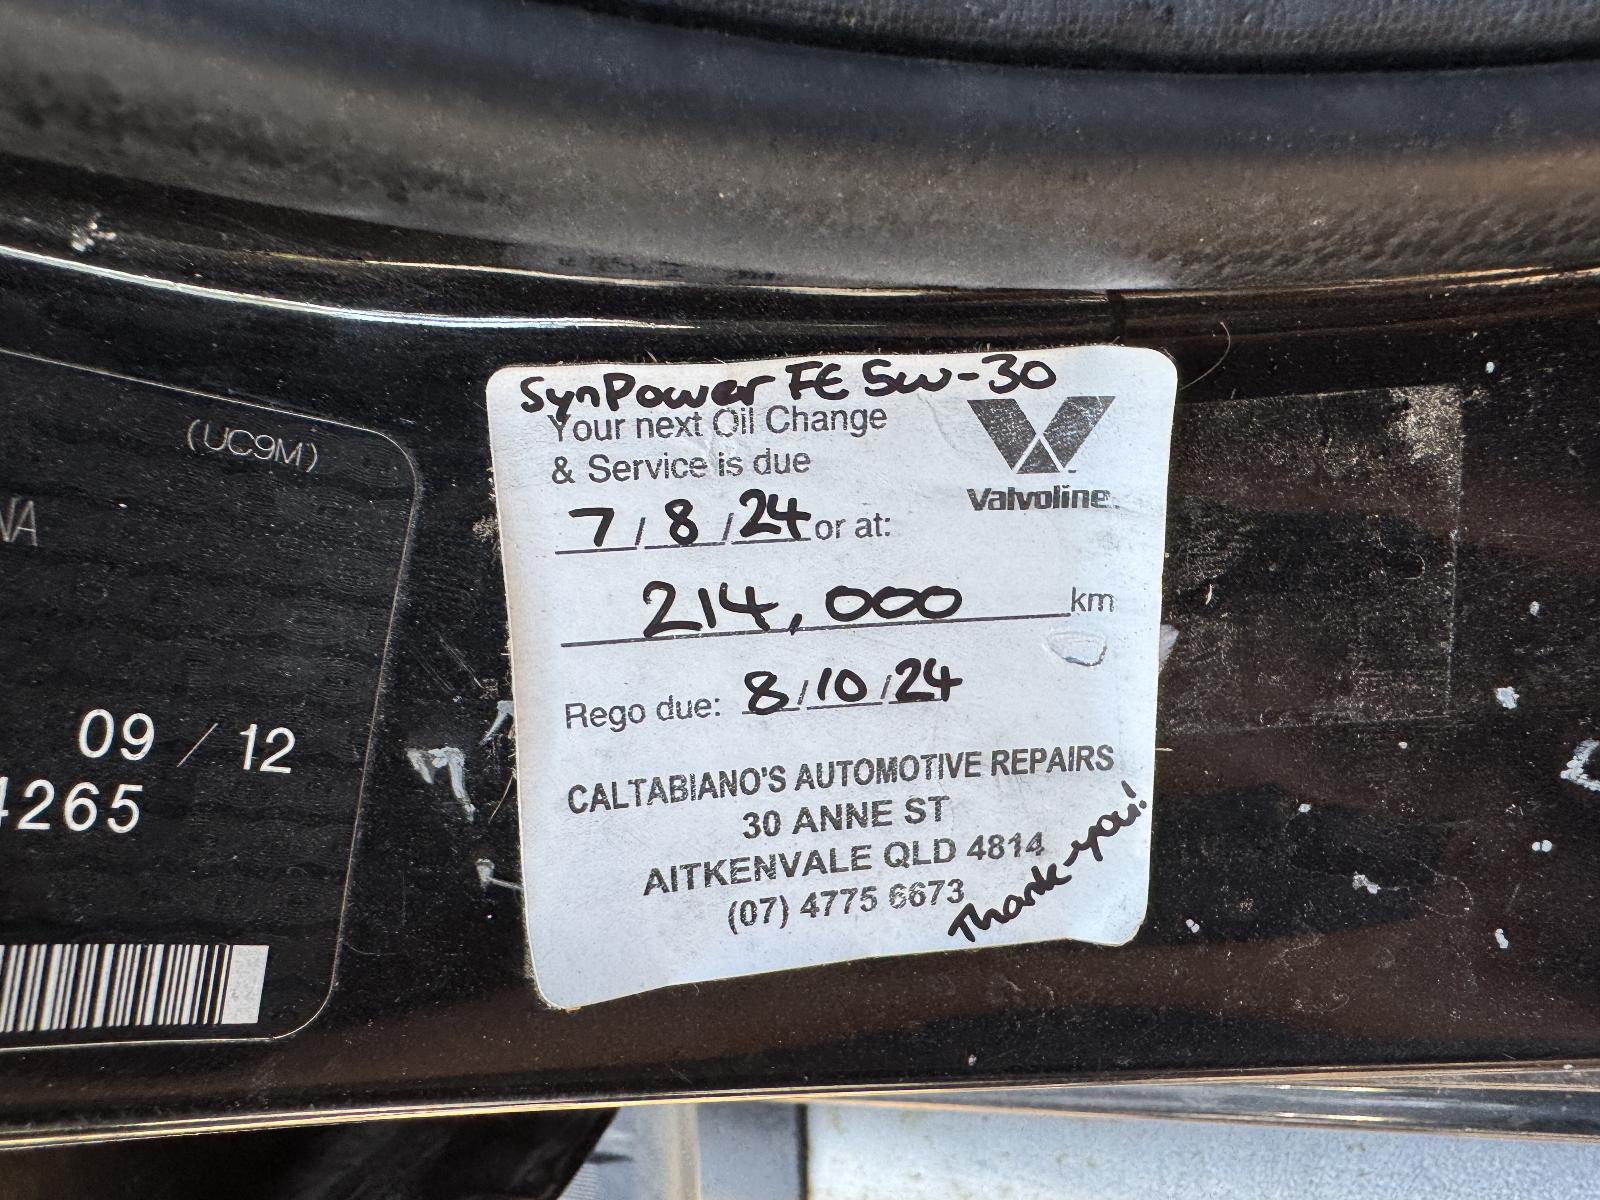 (UC9M)
09 / 12
4265
SynPower FE 5w-30
Your next Oil Change
& Service is due
7/8/24 or at:
Valvoline
214,000 km
Rego due: 8/10/24
CALTABIANO'S AUTOMOTIVE REPAIRS
30 ANNE ST
AITKENVALE QLD 4814
(07) 4775 6673
Thank-you!